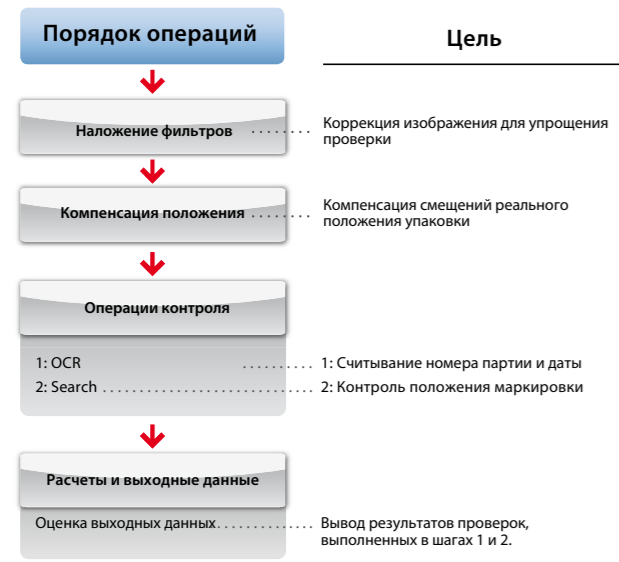 Порядок операций
Цель
Наложение фильтров ........ Коррекция изображения для упрощения
проверки
Компенсация положения ........ Компенсация смещений реального
положения упаковки
Операции контроля
1: OCR .......... 1: Считывание номера партии и даты
2: Search ........................ 2: Контроль положения маркировки
Расчеты и выходные данные
Оценка выходных данных ............ Вывод результатов проверок,
выполненных в шагах 1 и 2.